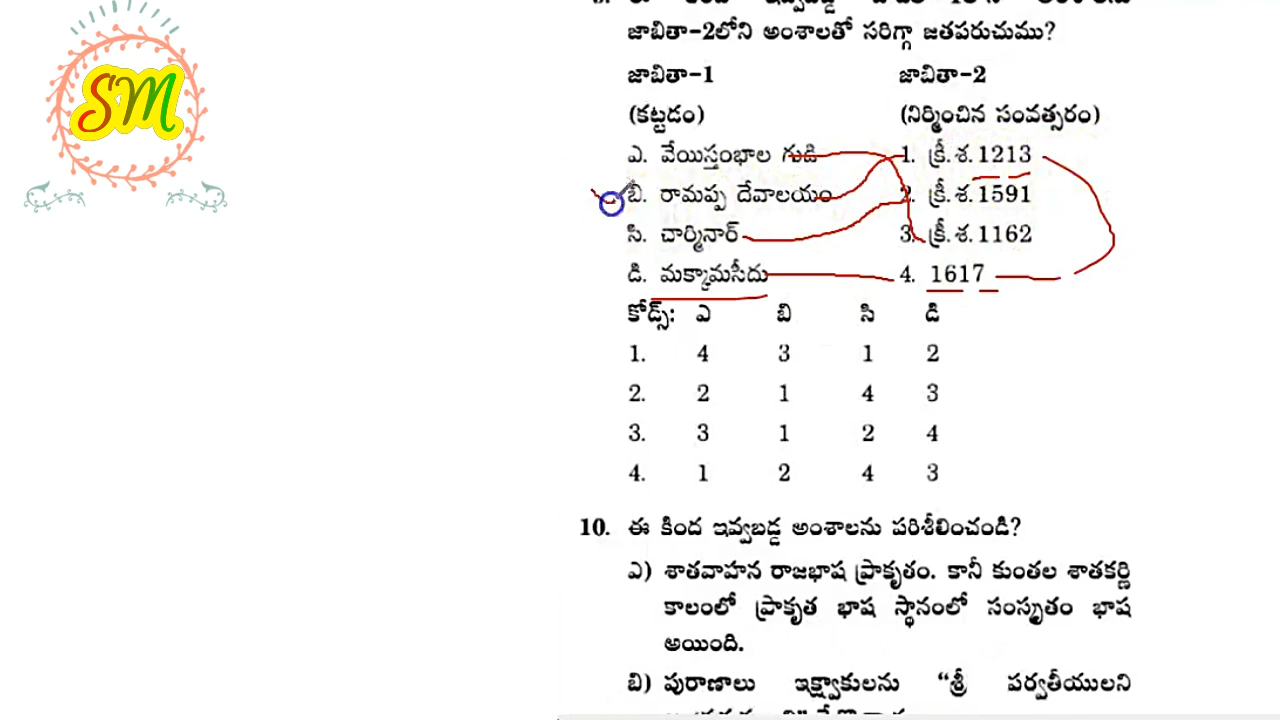 SM
జాబితా-2లోని అంశాలతో సరిగ్గా జతపరుచుము?
జాబితా-1 జాబితా-2
(కట్టడం) (నిర్మించిన సంవత్సరం)
ఎ. వేయిస్తంభాల గుడి 1. క్రీ.శ.1213
బి. రామప్ప దేవాలయం 2. క్రీ.శ.1591
సి. చార్మినార్ 3. క్రీ.శ.1162
డి. మక్కామసీదు 4. 1617
కోడ్స్: ఎ బి సి డి
1. 4 3 1 2
2. 2 1 4 3
3. 3 1 2 4
4. 1 2 4 3
10. ఈ కింద ఇవ్వబడ్డ అంశాలను పరిశీలించండి?
ఎ) శాతవాహన రాజభాష ప్రాకృతం. కానీ కుంతల శాతకర్ణి
కాలంలో ప్రాకృత భాష స్థానంలో సంస్కృతం భాష
అయింది.
బి) పురాణాలు ఇక్ష్వాకులను “శ్రీ పర్వతీయులని